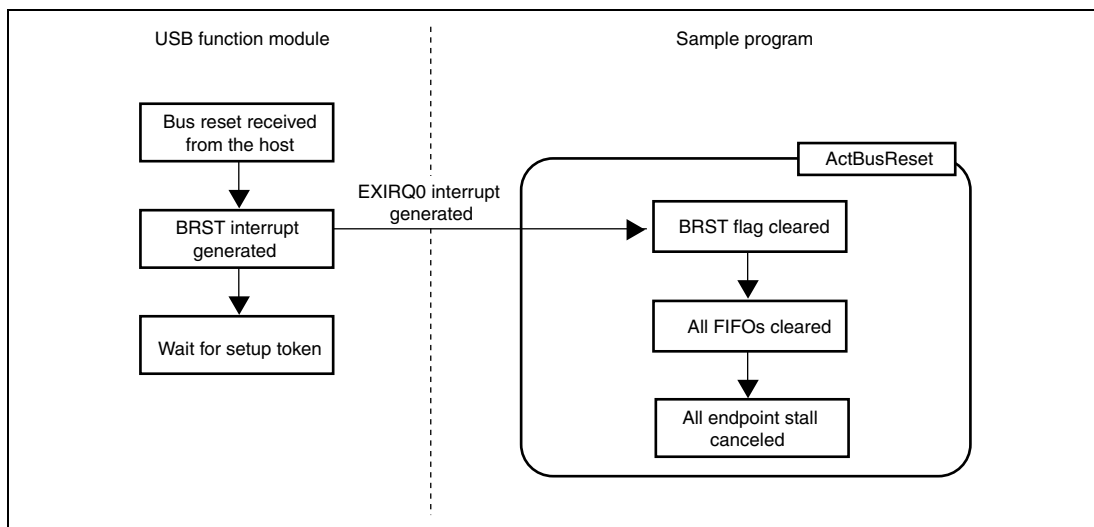 USB function module
Sample program
Bus reset received
from the host
ActBusReset
EXIRQ0 interrupt
generated
BRST interrupt
generated
BRST flag cleared
All FIFOs cleared
Wait for setup token
All endpoint stall
canceled